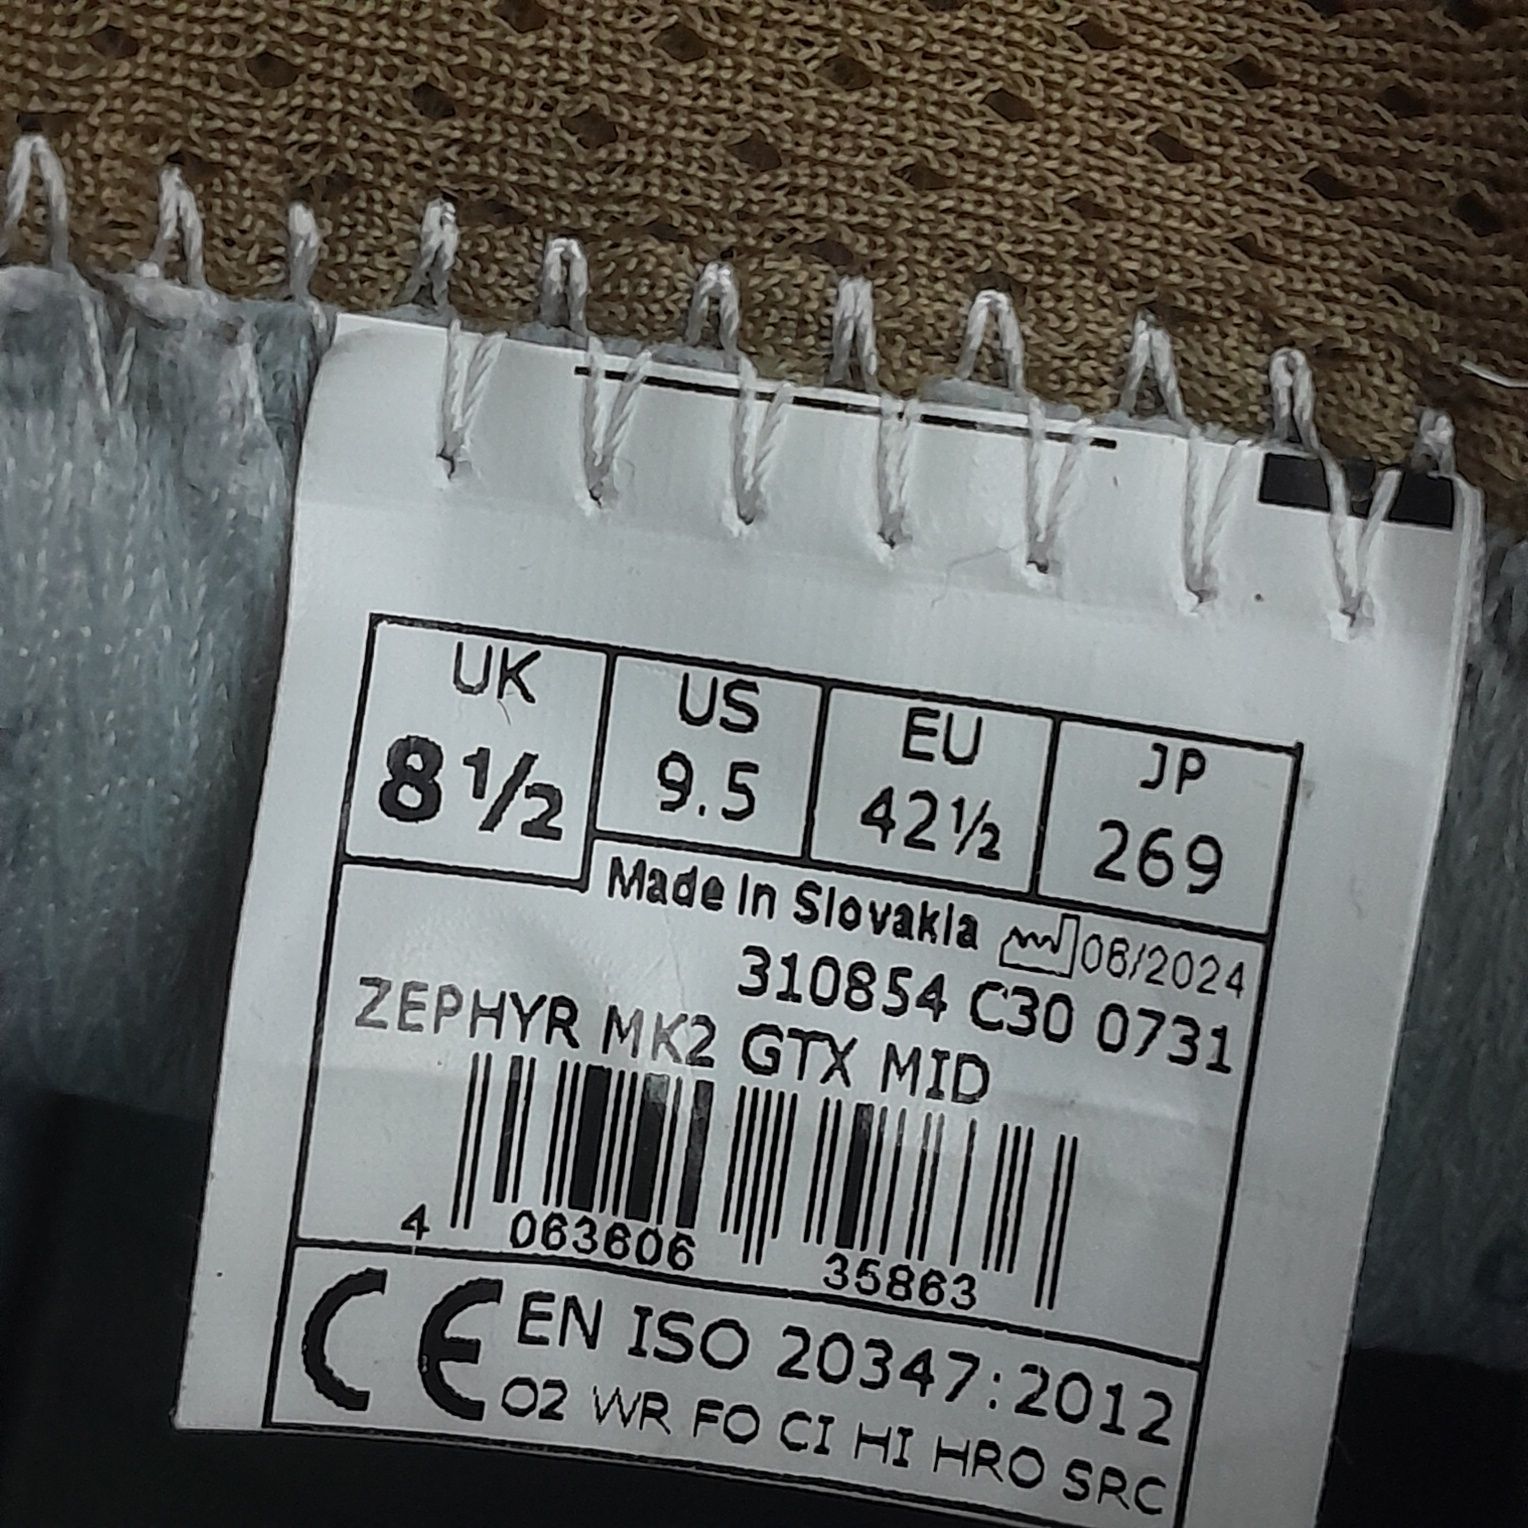 UK US EU JP
8½ 9.5 42½ 269
Made in Slovakia 06/2024
310854 C30 0731
ZEPHYR MK2 GTX MID
4 063606 35863
CE EN ISO 20347:2012
O2 WR FO CI HI HRO SRC